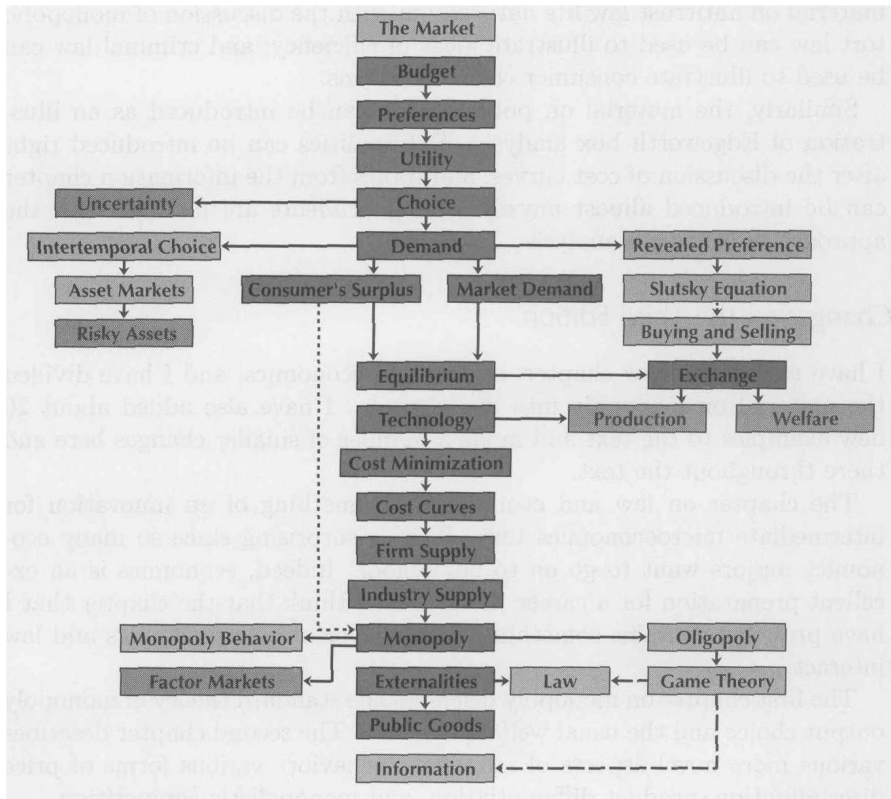 The Market
Budget
Preferences
Utility
Uncertainty Choice
Intertemporal Choice Demand Revealed Preference
Asset Markets Consumer's Surplus Market Demand Slutsky Equation
Risky Assets Buying and Selling
Equilibrium Exchange
Technology Production Welfare
Cost Minimization
Cost Curves
Firm Supply
Industry Supply
Monopoly Behavior Monopoly Oligopoly
Factor Markets Externalities Law Game Theory
Public Goods
Information